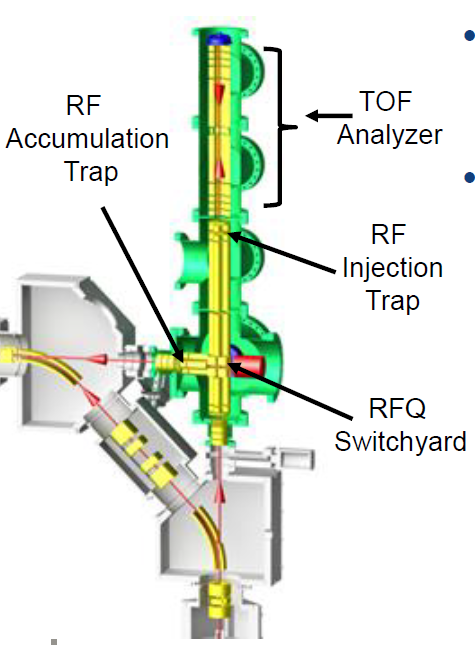 RF
Accumulation
Trap
TOF
Analyzer
RF
Injection
Trap
RFQ
Switchyard